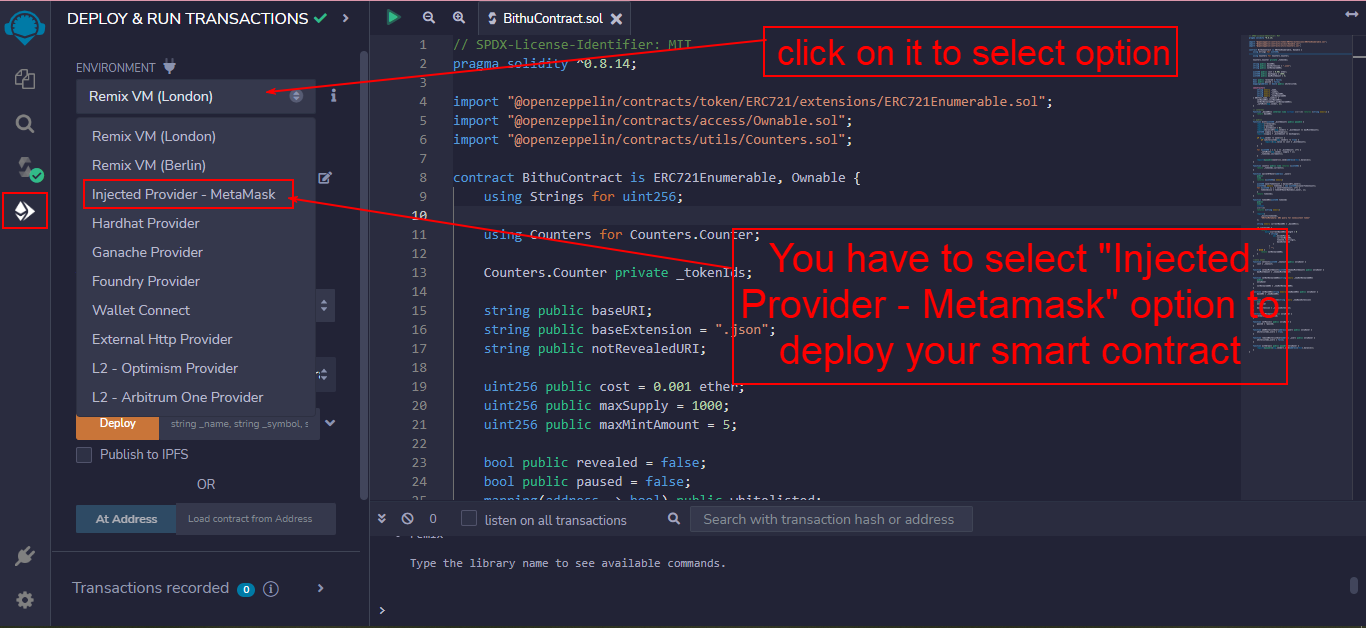 DEPLOY & RUN TRANSACTIONS
ENVIRONMENT
Remix VM (London)
Remix VM (London)
Remix VM (Berlin)
Injected Provider - MetaMask
Hardhat Provider
Ganache Provider
Foundry Provider
Wallet Connect
External Http Provider
L2 - Optimism Provider
L2 - Arbitrum One Provider
Deploy
string _name, string _symbol, s
Publish to IPFS
OR
At Address
Load contract from Address
Transactions recorded 0 i
BithuContract.sol
1 // SPDX-License-Identifier: MIT
2 pragma solidity ^0.8.14;
3
4 import "@openzeppelin/contracts/token/ERC721/extensions/ERC721Enumerable.sol";
5 import "@openzeppelin/contracts/access/Ownable.sol";
6 import "@openzeppelin/contracts/utils/Counters.sol";
7
8 contract BithuContract is ERC721Enumerable, Ownable {
9 using Strings for uint256;
10
11 using Counters for Counters.Counter;
12
13 Counters.Counter private _tokenIds;
14
15 string public baseURI;
16 string public baseExtension = ".json";
17 string public notRevealedURI;
18
19 uint256 public cost = 0.001 ether;
20 uint256 public maxSupply = 1000;
21 uint256 public maxMintAmount = 5;
22
23 bool public revealed = false;
24 bool public paused = false;
25 mapping(address => bool) public whitelisted;
click on it to select option
You have to select "Injected
Provider - Metamask" option to
deploy your smart contract
0
listen on all transactions
Search with transaction hash or address
remix
Type the library name to see available commands.
>